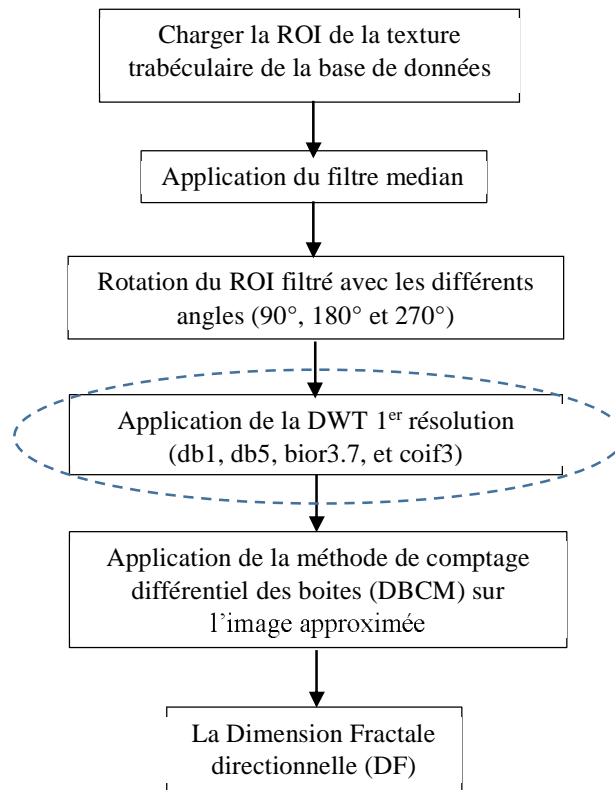 Charger la ROI de la texture
trabéculaire de la base de données
Application du filtre median
Rotation du ROI filtré avec les différents
angles (90°, 180° et 270°)
Application de la DWT 1er résolution
(db1, db5, bior3.7, et coif3)
Application de la méthode de comptage
différentiel des boites (DBCM) sur
l'image approximée
La Dimension Fractale
directionnelle (DF)